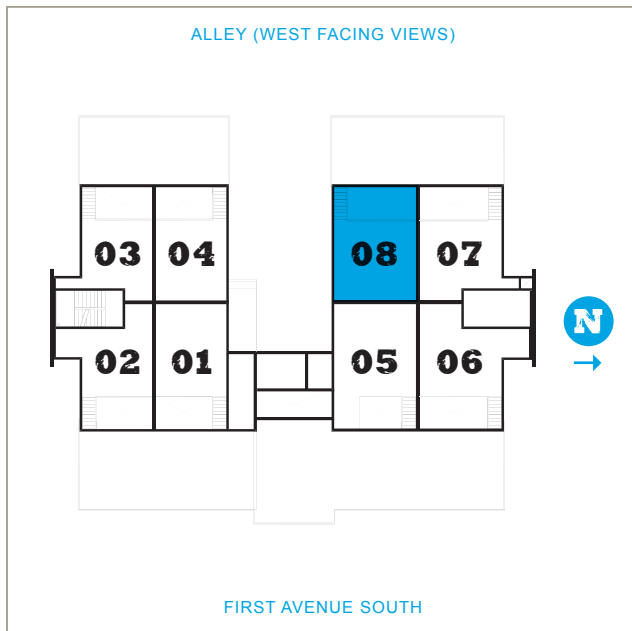 ALLEY (WEST FACING VIEWS)
03 04 08 07
N
02 01 05 06
FIRST AVENUE SOUTH